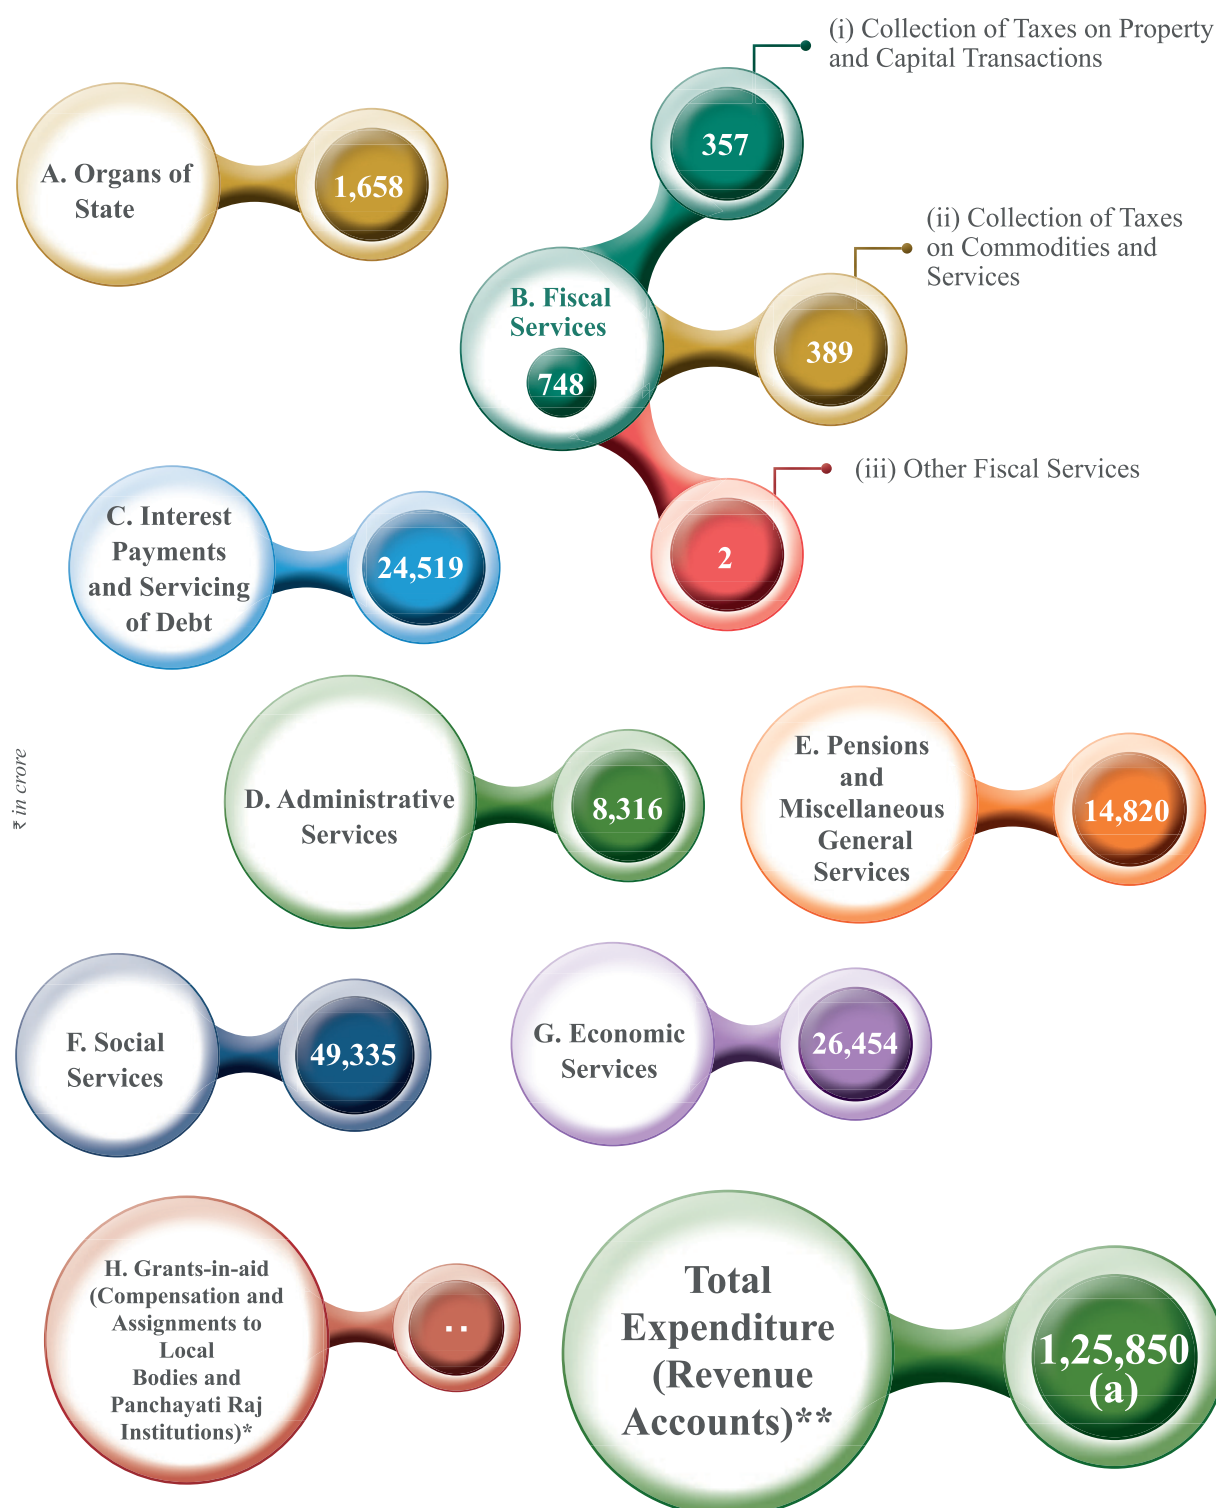 (i) Collection of Taxes on Property
and Capital Transactions
357
A. Organs of
State
1,658
(ii) Collection of Taxes
on Commodities and
Services
B. Fiscal
Services
748
389
(iii) Other Fiscal Services
2
C. Interest
Payments
and Servicing
of Debt
24,519
₹ in crore
D. Administrative
Services
8,316
E. Pensions
and
Miscellaneous
General
Services
14,820
F. Social
Services
49,335
G. Economic
Services
26,454
H. Grants-in-aid
(Compensation and
Assignments to
Local
Bodies and
Panchayati Raj
Institutions)*
..
Total
Expenditure
(Revenue
Accounts)**
1,25,850
(a)